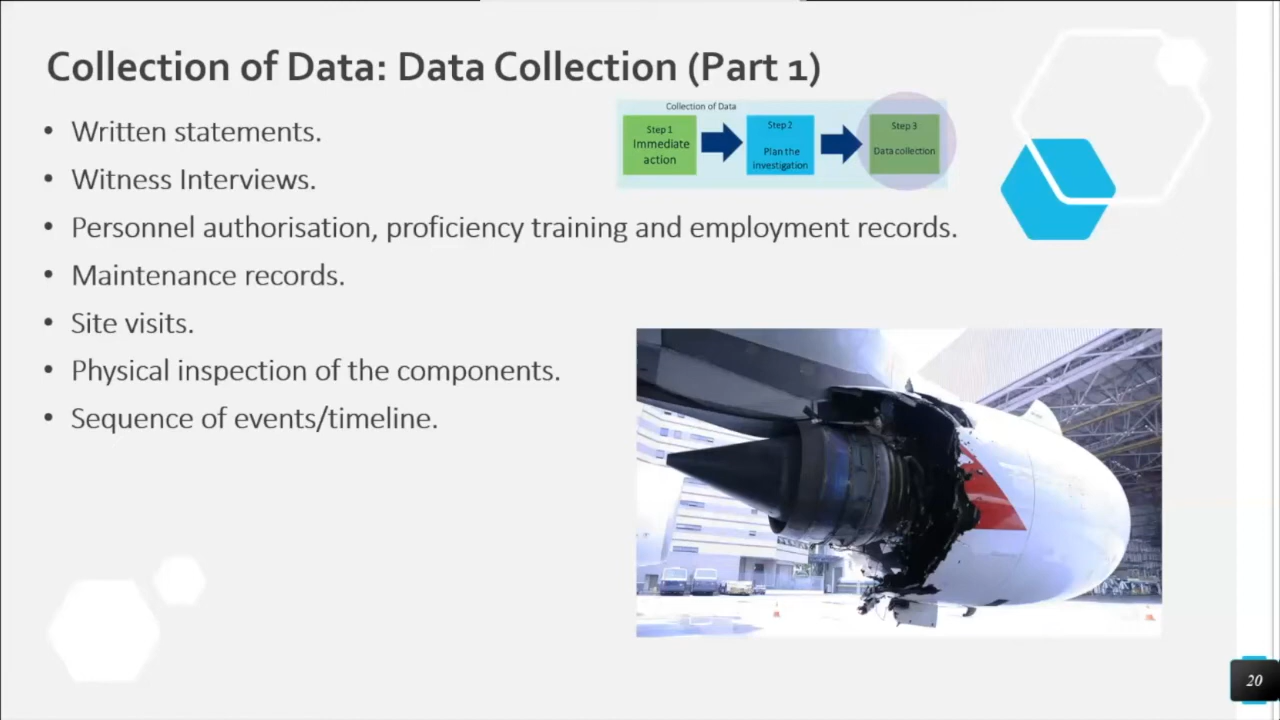 Collection of Data: Data Collection (Part 1)
• Written statements.
• Witness Interviews.
• Personnel authorisation, proficiency training and employment records.
• Maintenance records.
• Site visits.
• Physical inspection of the components.
• Sequence of events/timeline.
Collection of Data
Step 1
Immediate
action
Step 2
Plan the
investigation
Step 3
Data collection
20